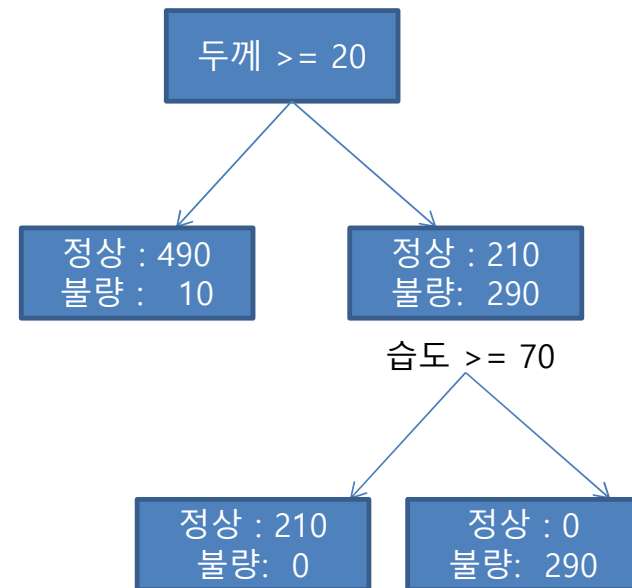 두께 >= 20
정상 : 490
불량 : 10
정상 : 210
불량: 290
습도 >= 70
정상 : 210
불량: 0
정상 : 0
불량: 290